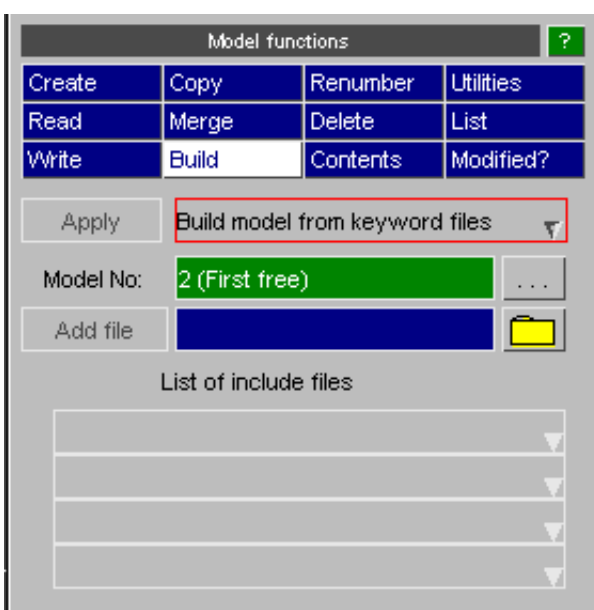 Model functions ?
Create Copy Renumber Utilities
Read Merge Delete List
Write Build Contents Modified?
Apply Build model from keyword files
Model No: 2 (First free) ...
Add file
List of include files